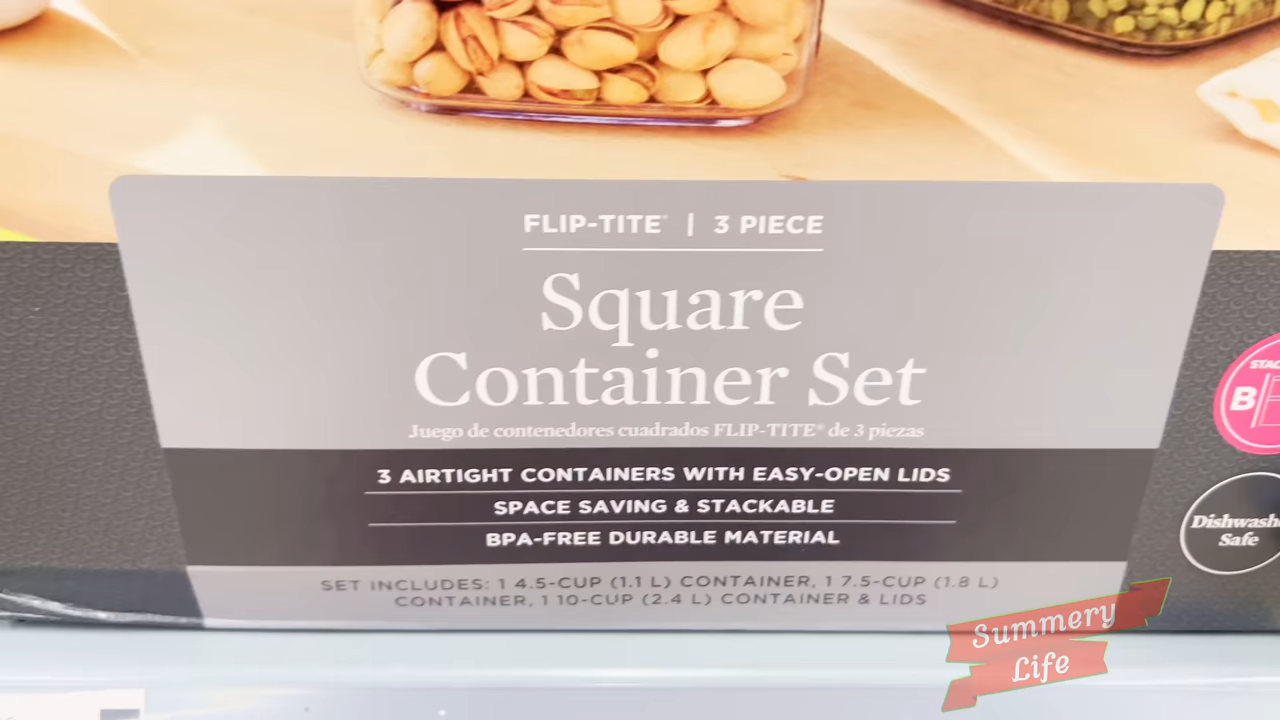 FLIP-TITE® | 3 PIECE
Square
Container Set
Juego de contenedores cuadrados FLIP-TITE® de 3 piezas
3 AIRTIGHT CONTAINERS WITH EASY-OPEN LIDS
SPACE SAVING & STACKABLE
BPA-FREE DURABLE MATERIAL
SET INCLUDES: 1 4.5-CUP (1.1 L) CONTAINER, 1 7.5-CUP (1.8 L)
CONTAINER, 1 10-CUP (2.4 L) CONTAINER & LIDS
B
Safe
Summery
Life